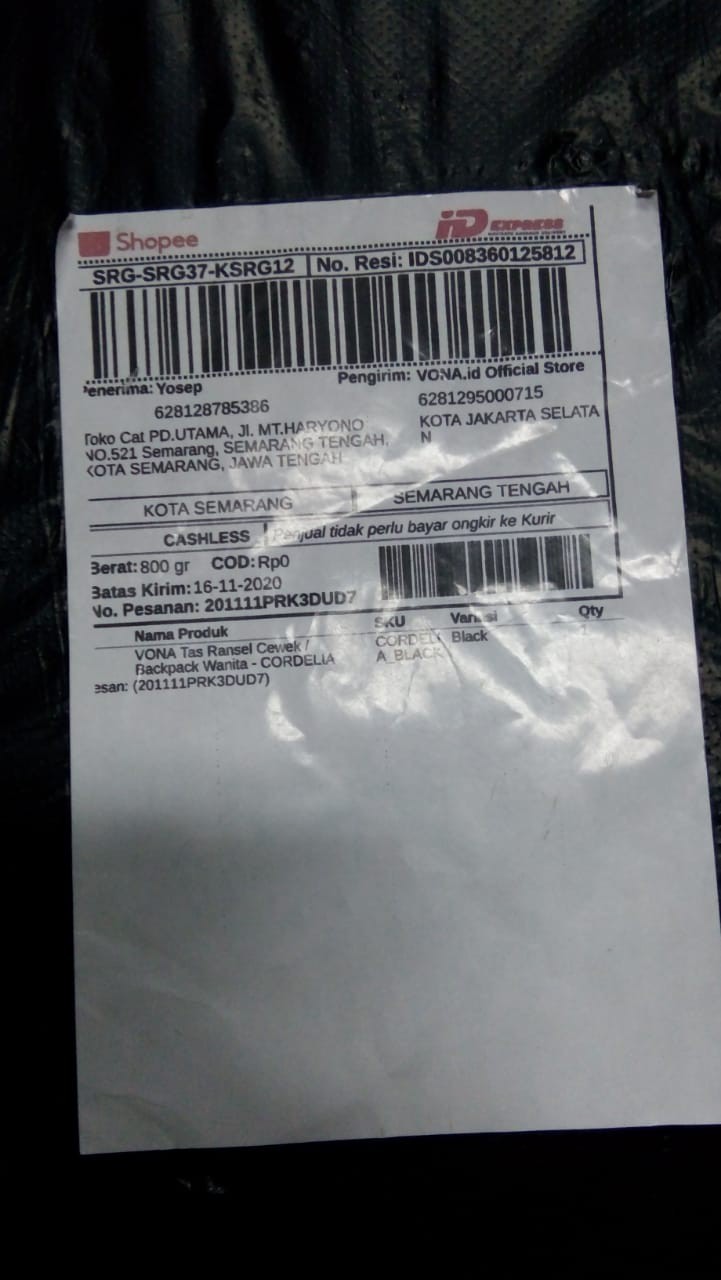 Shopee
iD EXPRESS
SRG-SRG37-KSRG12 No. Resi: IDS008360125812
Penerima: Yosep Pengirim: VONA.id Official Store
628128785386 6281295000715
Toko Cat PD.UTAMA, Jl. MT.HARYONO KOTA JAKARTA SELATA
NO.521 Semarang, SEMARANG TENGAH, N
KOTA SEMARANG, JAWA TENGAH
KOTA SEMARANG SEMARANG TENGAH
CASHLESS Penjual tidak perlu bayar ongkir ke Kurir
Berat: 800 gr COD: Rp0
Batas Kirim: 16-11-2020
No. Pesanan: 201111PRK3DUD7
Nama Produk SKU Variasi Qty
VONA Tas Ransel Cewek / CORDELI Black
Backpack Wanita - CORDELIA A_BLACK
esan: (201111PRK3DUD7)